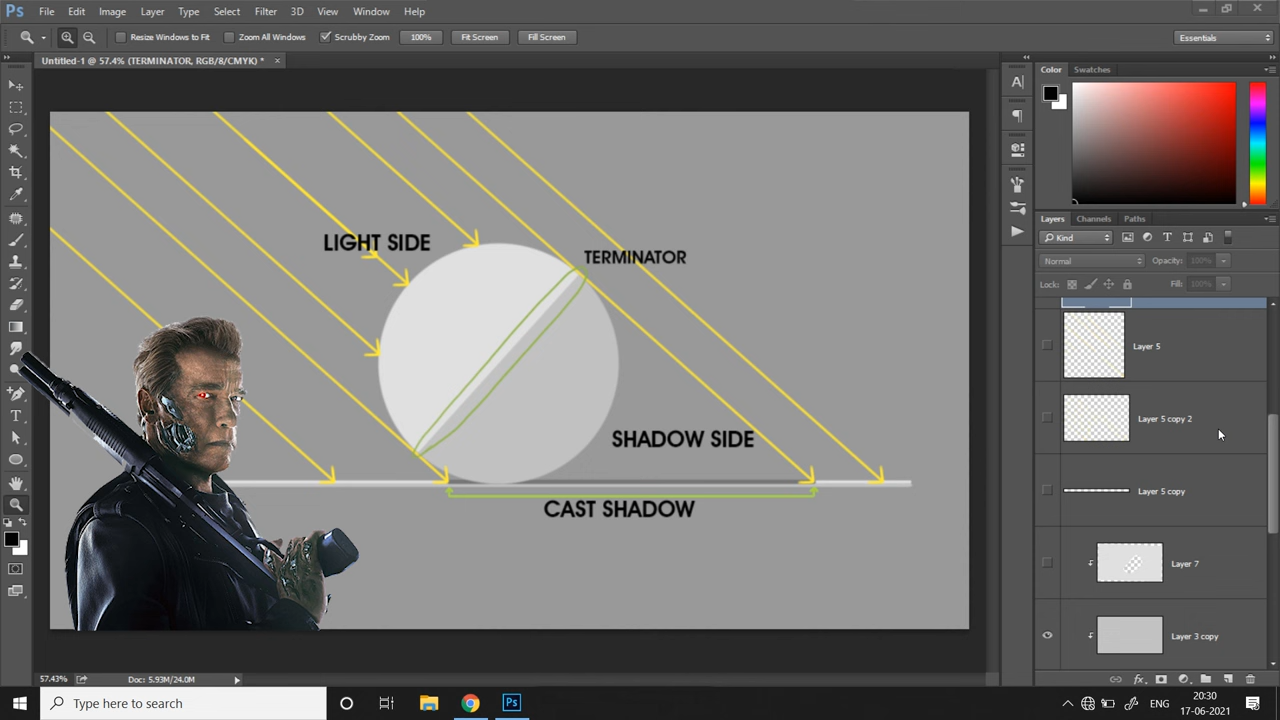 Ps File Edit Image Layer Type Select Filter 3D View Window Help
Resize Windows to Fit Zoom All Windows Scrubby Zoom 100% Fit Screen Fill Screen Essentials
Untitled-1 @ 57.4% (TERMINATOR, RGB/8/CMYK) *
Color Swatches
Layers Channels Paths
Kind
Normal Opacity: 100%
Lock: Fill: 100%
Layer 5
Layer 5 copy 2
Layer 5 copy
Layer 7
Layer 3 copy
LIGHT SIDE
TERMINATOR
SHADOW SIDE
CAST SHADOW
57.43% Doc: 5.93M/24.0M
Type here to search
Ps
ENG
20:30
17-06-2021